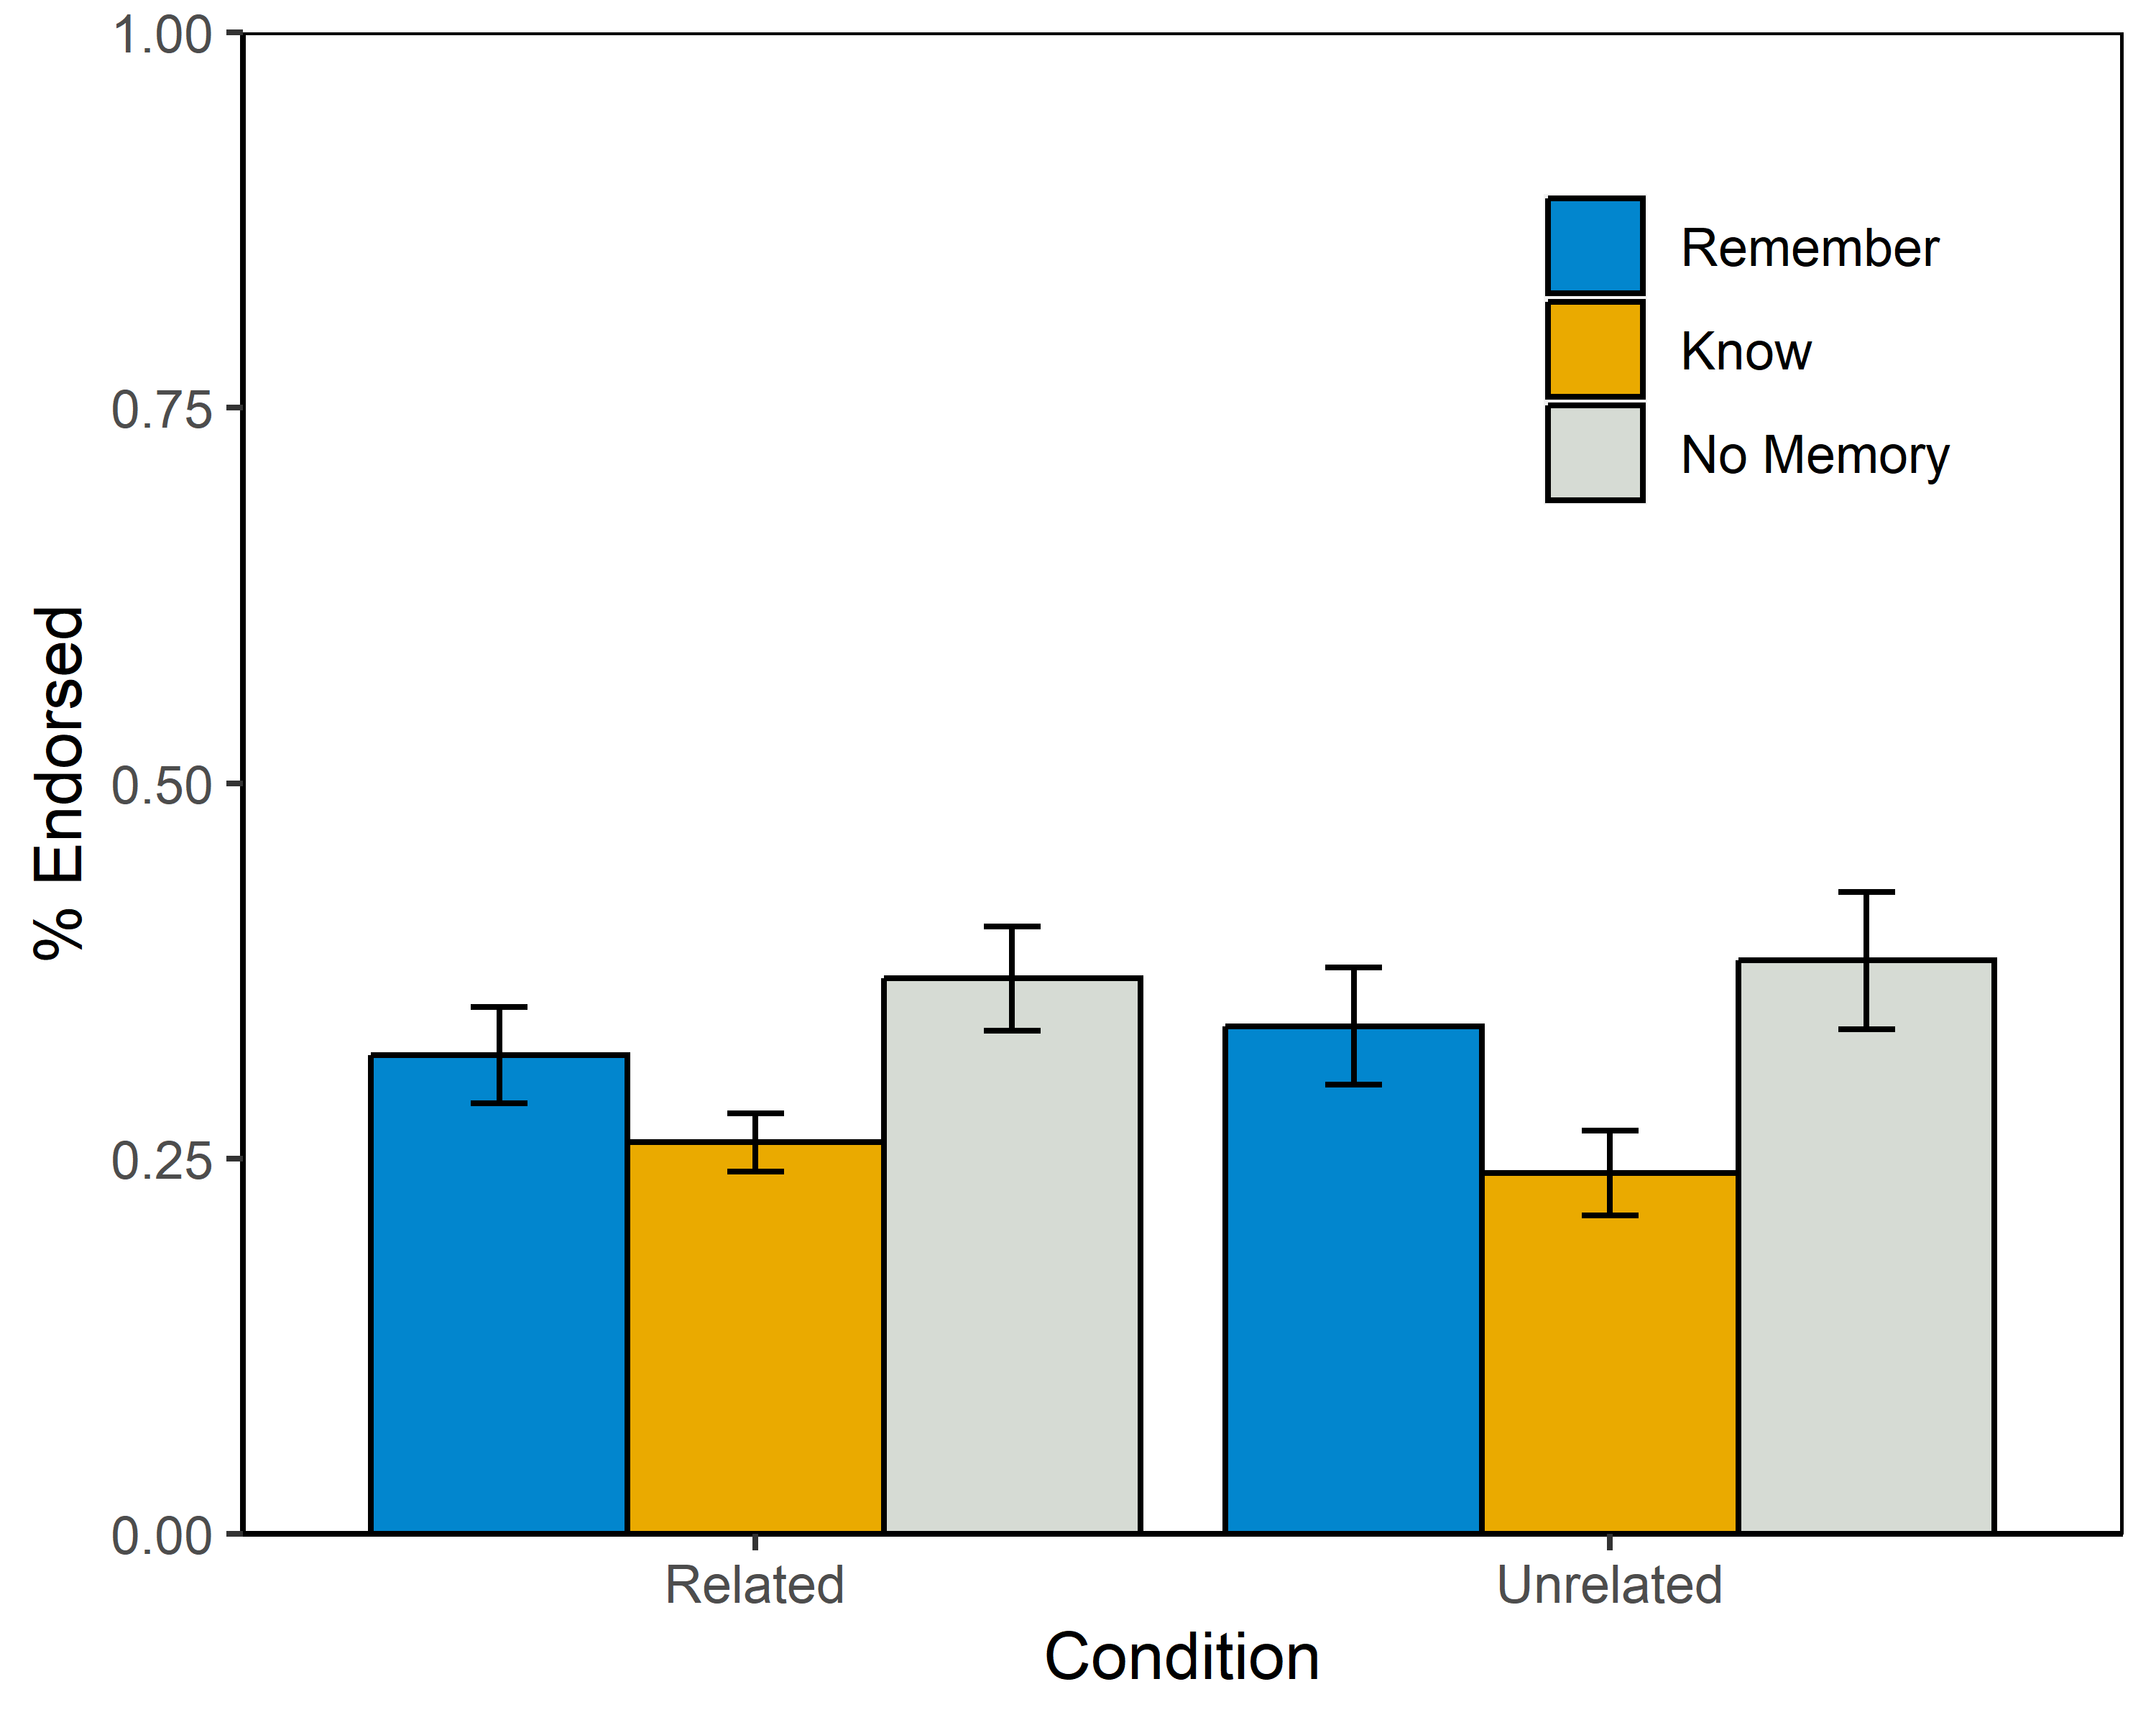 1.00
0.75
0.50
0.25
0.00
% Endorsed
Remember
Know
No Memory
Related
Unrelated
Condition